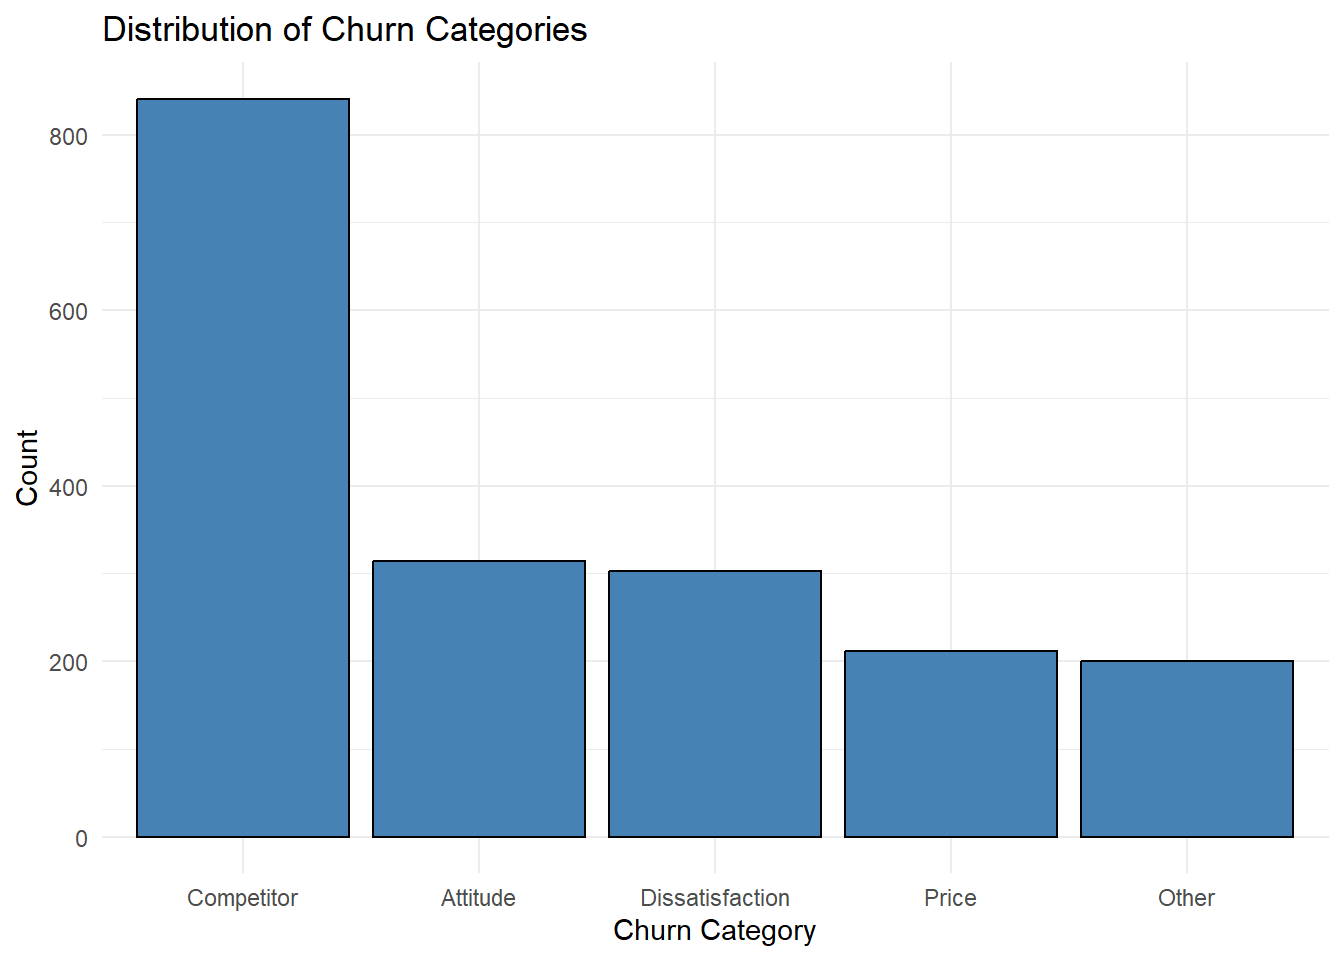 Distribution of Churn Categories
800
600
400
200
0
Count
Competitor
Attitude
Dissatisfaction
Price
Other
Churn Category